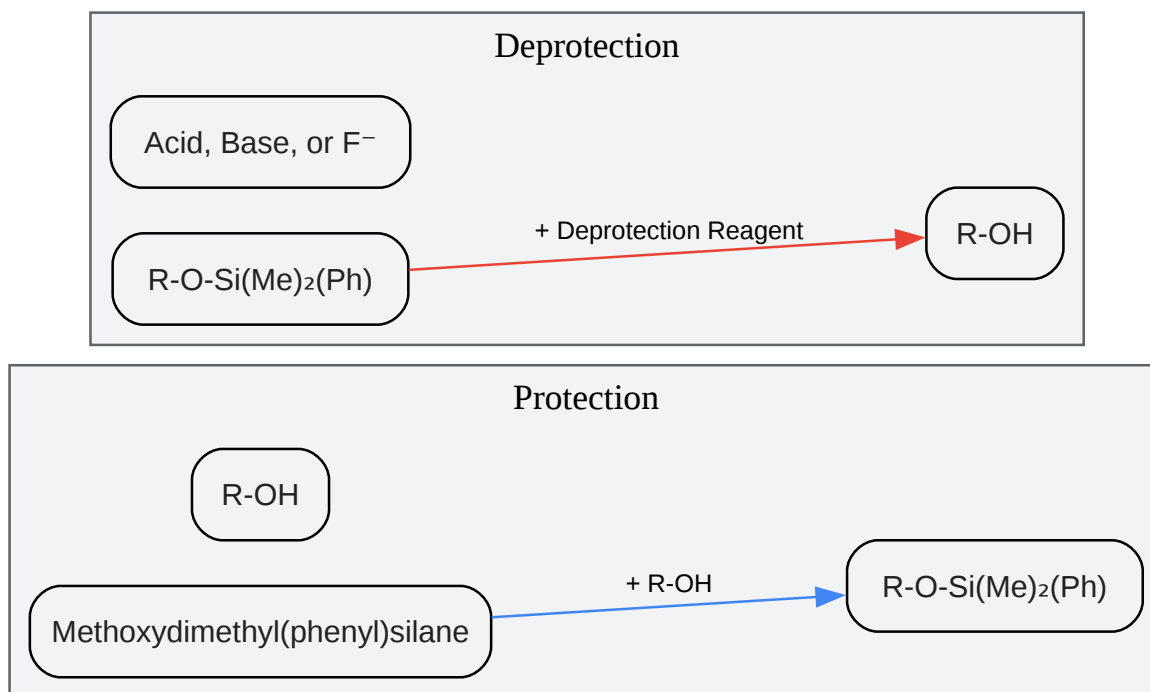 Deprotection
Acid, Base, or F⁻
R-O-Si(Me)₂(Ph)
+ Deprotection Reagent
R-OH
Protection
R-OH
Methoxydimethyl(phenyl)silane
+ R-OH
R-O-Si(Me)₂(Ph)